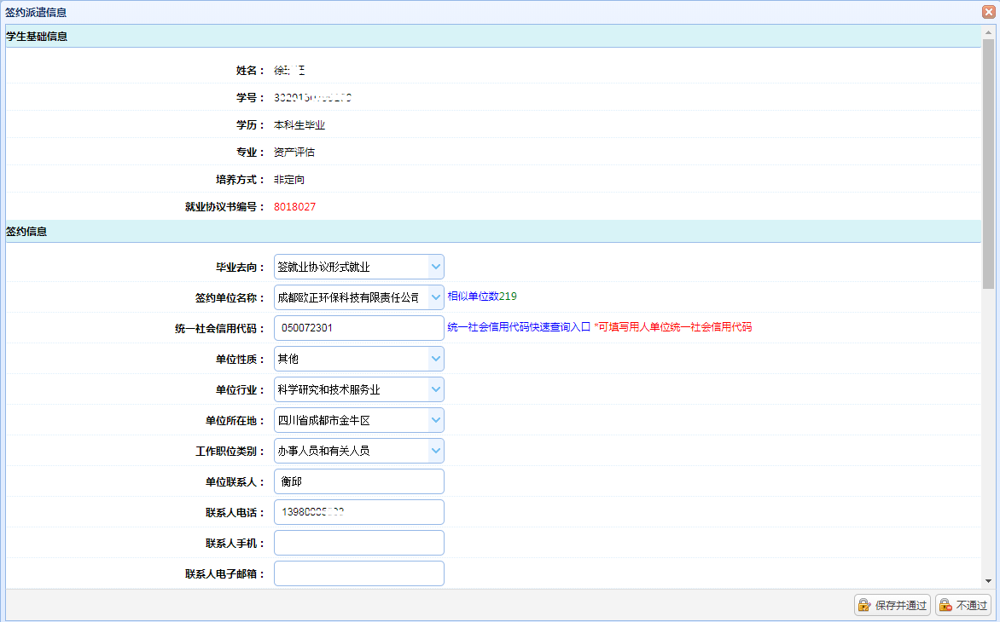 签约派遣信息
学生基础信息
姓名： 徐
学号：
学历： 本科生毕业
专业： 资产评估
培养方式： 非定向
就业协议书编号： 8018027
签约信息
毕业去向： 签就业协议形式就业
签约单位名称： 成都欧正环保科技有限责任公司 相似单位数219
统一社会信用代码： 050072301 统一社会信用代码快速查询入口 *可填写用人单位统一社会信用代码
单位性质： 其他
单位行业： 科学研究和技术服务业
单位所在地： 四川省成都市金牛区
工作职位类别： 办事人员和有关人员
单位联系人： 衡邱
联系人电话：
联系人手机：
联系人电子邮箱：
保存并通过 不通过